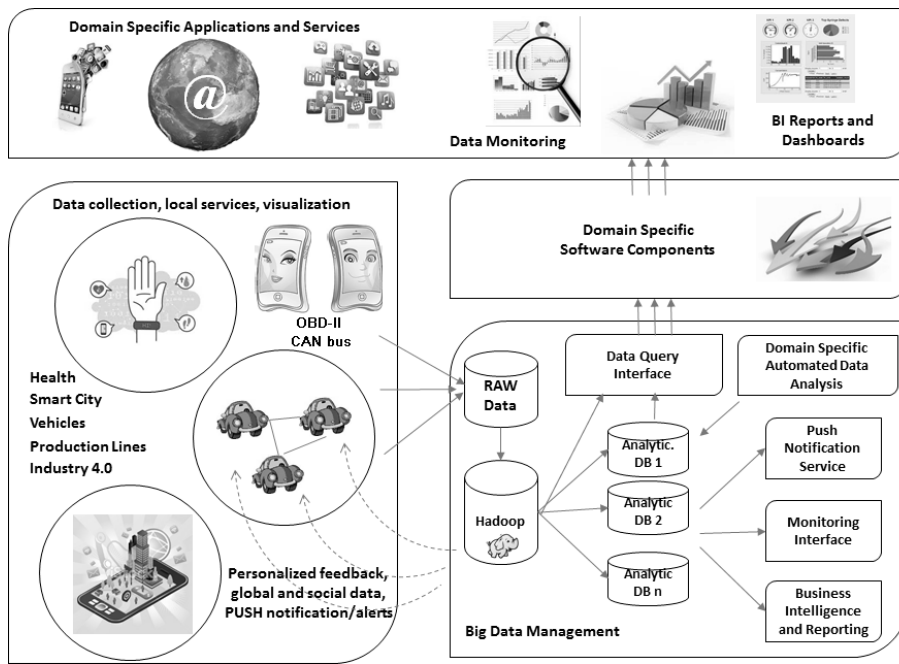 Domain Specific Applications and Services
@
Data Monitoring
BI Reports and
Dashboards
Data collection, local services, visualization
OBD-II
CAN bus
Health
Smart City
Vehicles
Production Lines
Industry 4.0
Personalized feedback,
global and social data,
PUSH notification/alerts
Domain Specific
Software Components
RAW
Data
Hadoop
Data Query
Interface
Domain Specific
Automated Data
Analysis
Analytic.
DB 1
Analytic
DB 2
Analytic
DB n
Push
Notification
Service
Monitoring
Interface
Business
Intelligence
and Reporting
Big Data Management